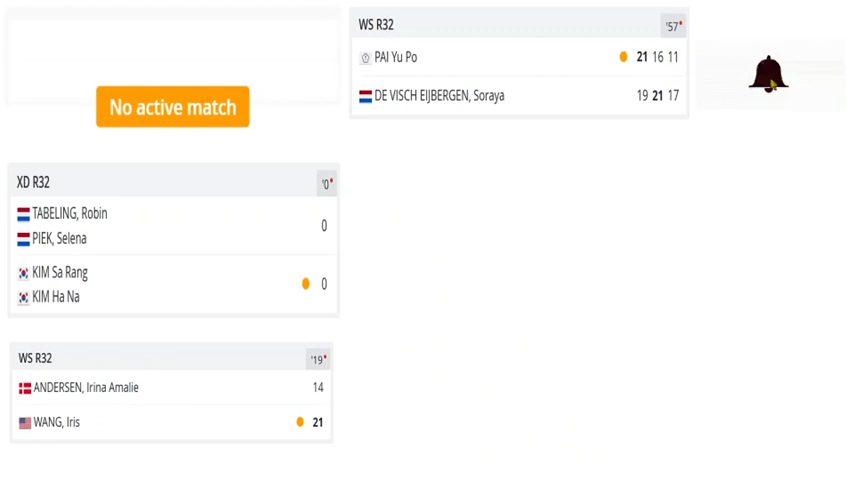 No active match
WS R32 '57
PAI Yu Po 21 16 11
DE VISCH EIJBERGEN, Soraya 19 21 17
XD R32 '0
TABELING, Robin
PIEK, Selena
0
KIM Sa Rang
KIM Ha Na
0
WS R32 '19
ANDERSEN, Irina Amalie 14
WANG, Iris 21